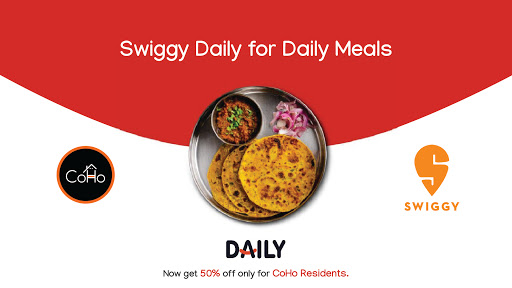 Swiggy Daily for Daily Meals
CoHo
SWIGGY
DAILY
Now get 50% off only for CoHo Residents.